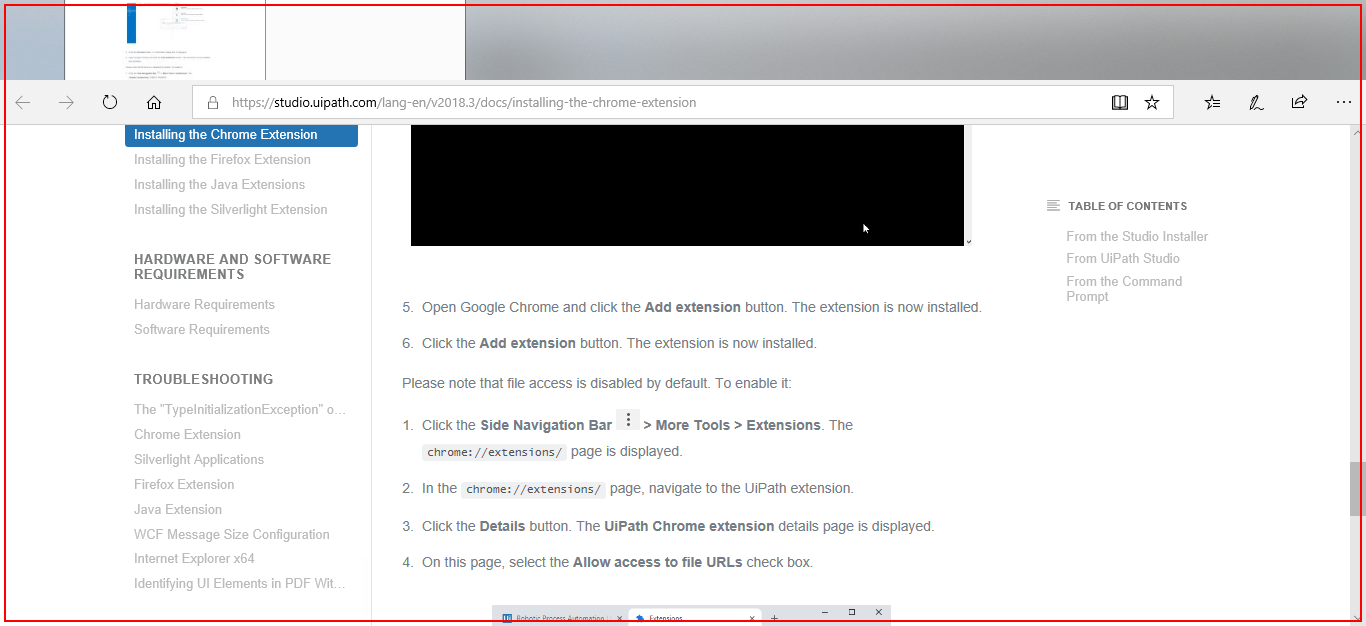 https://studio.uipath.com/lang-en/v2018.3/docs/installing-the-chrome-extension
Installing the Chrome Extension
Installing the Firefox Extension
Installing the Java Extensions
Installing the Silverlight Extension
HARDWARE AND SOFTWARE
REQUIREMENTS
Hardware Requirements
Software Requirements
TROUBLESHOOTING
The "TypeInitializationException" o...
Chrome Extension
Silverlight Applications
Firefox Extension
Java Extension
WCF Message Size Configuration
Internet Explorer x64
Identifying UI Elements in PDF Wit...
5. Open Google Chrome and click the Add extension button. The extension is now installed.
6. Click the Add extension button. The extension is now installed.
Please note that file access is disabled by default. To enable it:
1. Click the Side Navigation Bar > More Tools > Extensions. The
chrome://extensions/ page is displayed.
2. In the chrome://extensions/ page, navigate to the UiPath extension.
3. Click the Details button. The UiPath Chrome extension details page is displayed.
4. On this page, select the Allow access to file URLs check box.
Robotic Process Automation
Extensions
TABLE OF CONTENTS
From the Studio Installer
From UiPath Studio
From the Command
Prompt